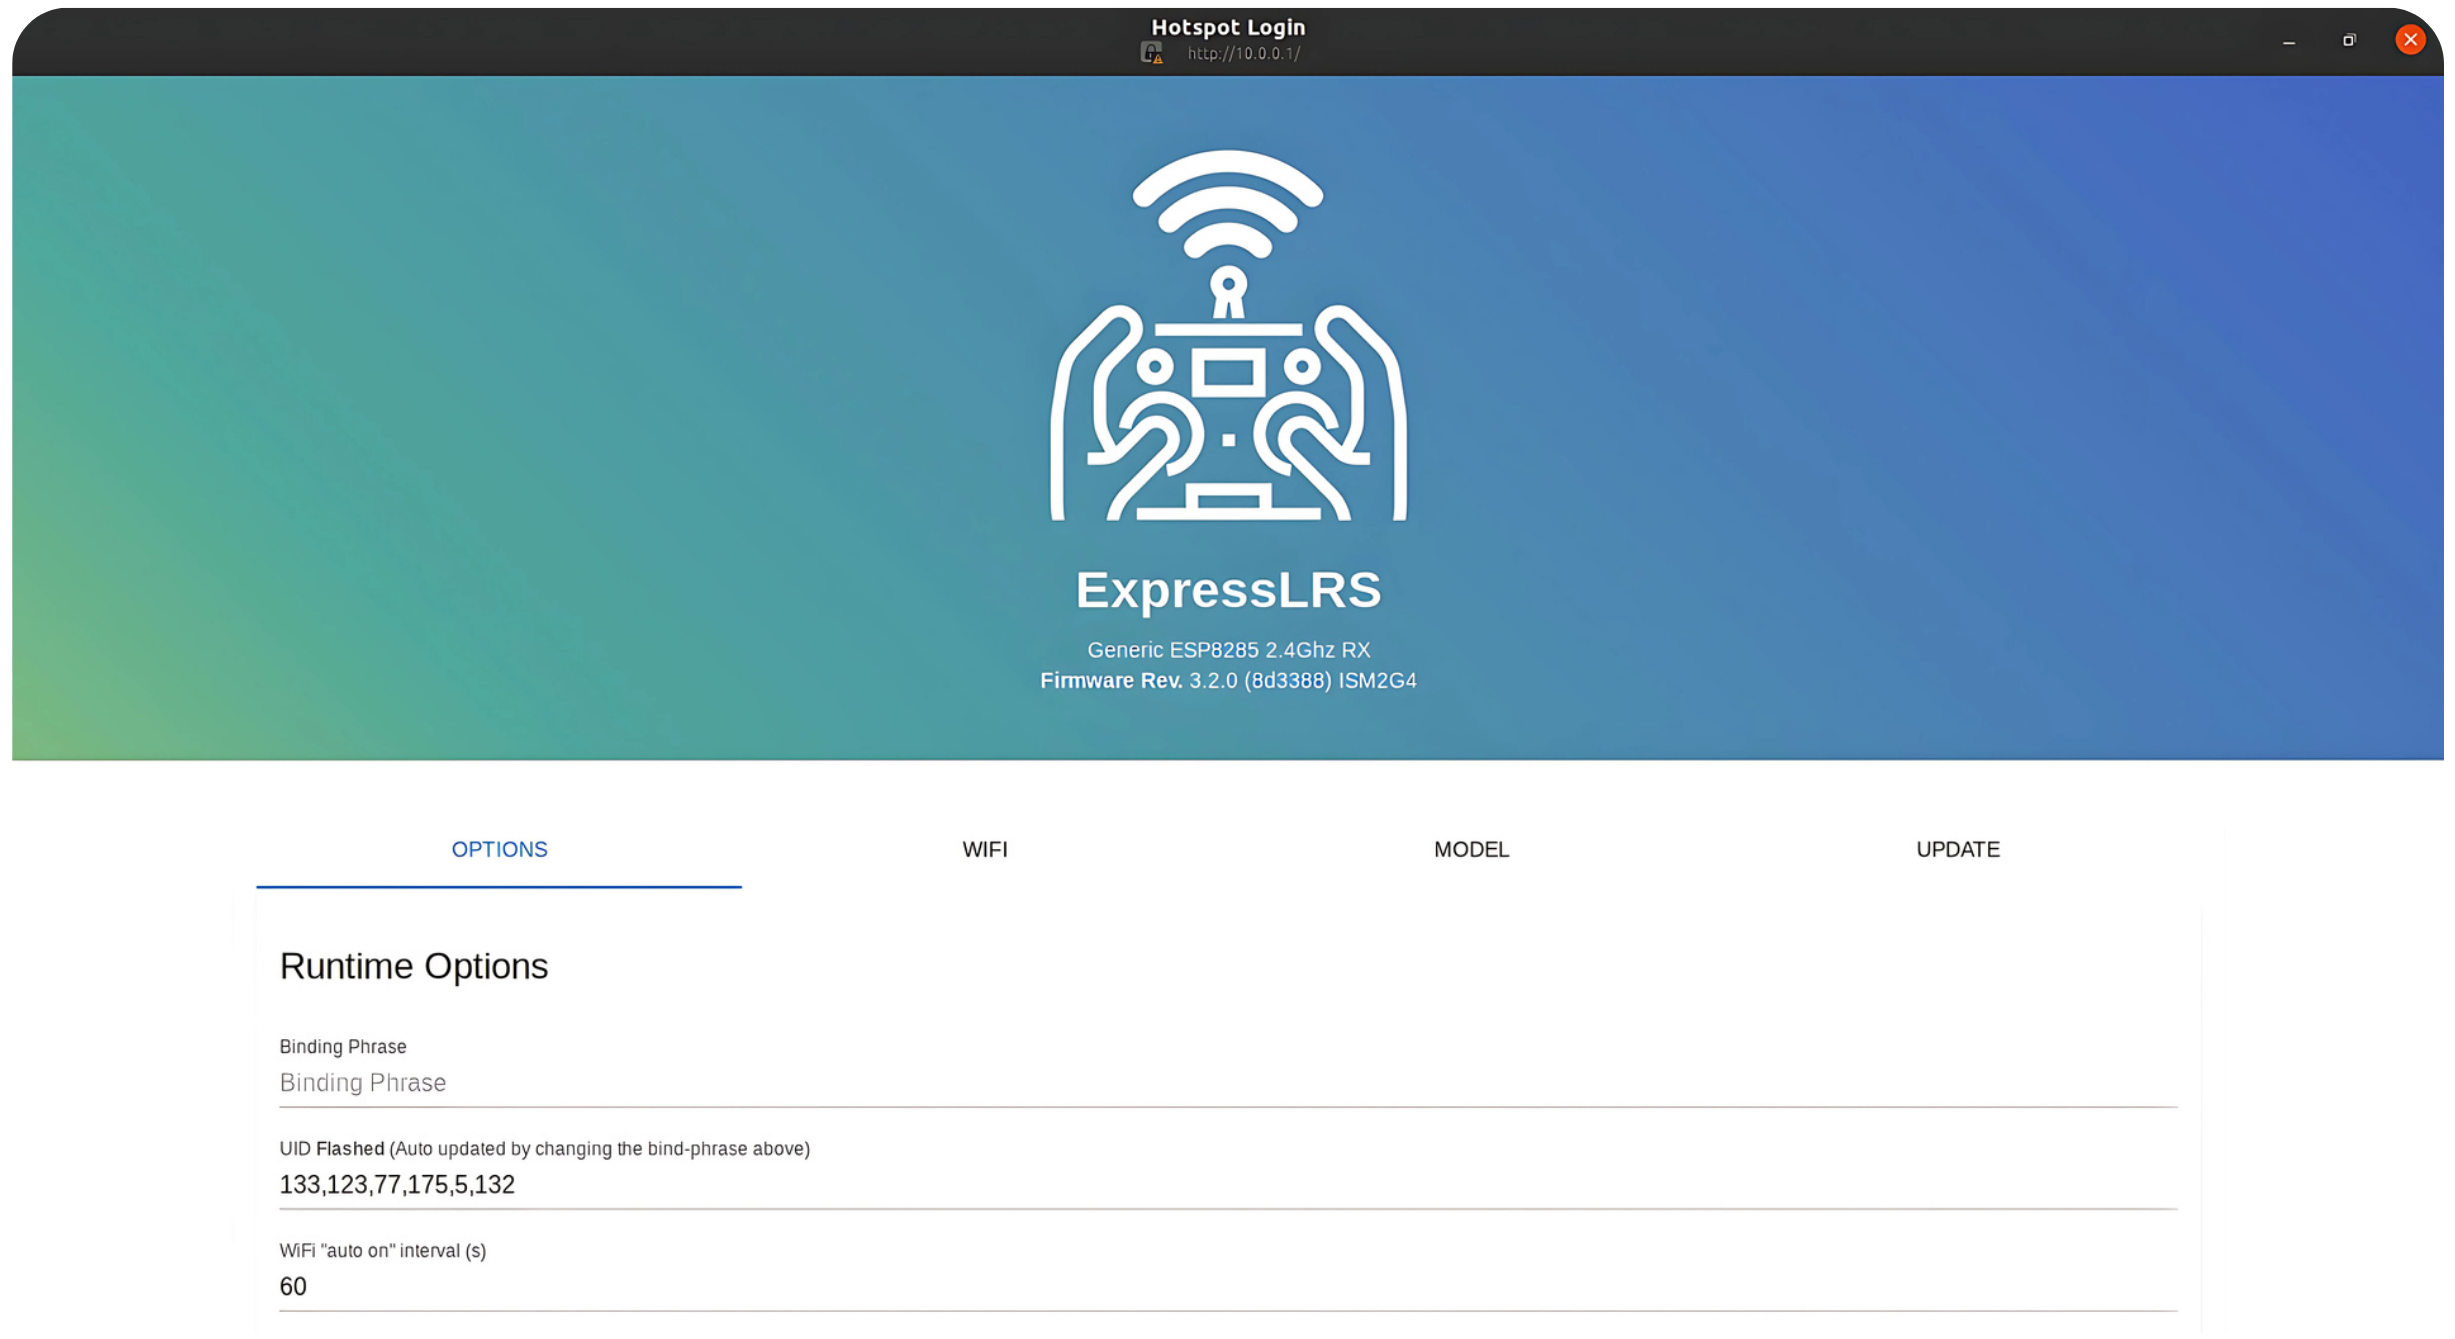 Hotspot Login
http://10.0.0.1/
ExpressLRS
Generic ESP8285 2.4Ghz RX
Firmware Rev. 3.2.0 (8d3388) ISM2G4
OPTIONS WIFI MODEL UPDATE
Runtime Options
Binding Phrase
Binding Phrase
UID Flashed (Auto updated by changing the bind-phrase above)
133,123,77,175,5,132
WiFi "auto on" interval (s)
60